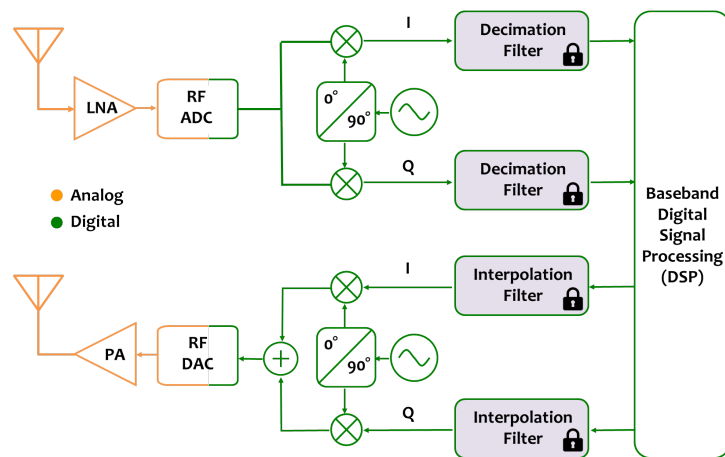 I
Decimation
Filter
LNA
RF
ADC
0°
90°
Q
Decimation
Filter
Analog
Digital
Baseband
Digital
Signal
Processing
(DSP)
I
Interpolation
Filter
PA
RF
DAC
0°
90°
Q
Interpolation
Filter